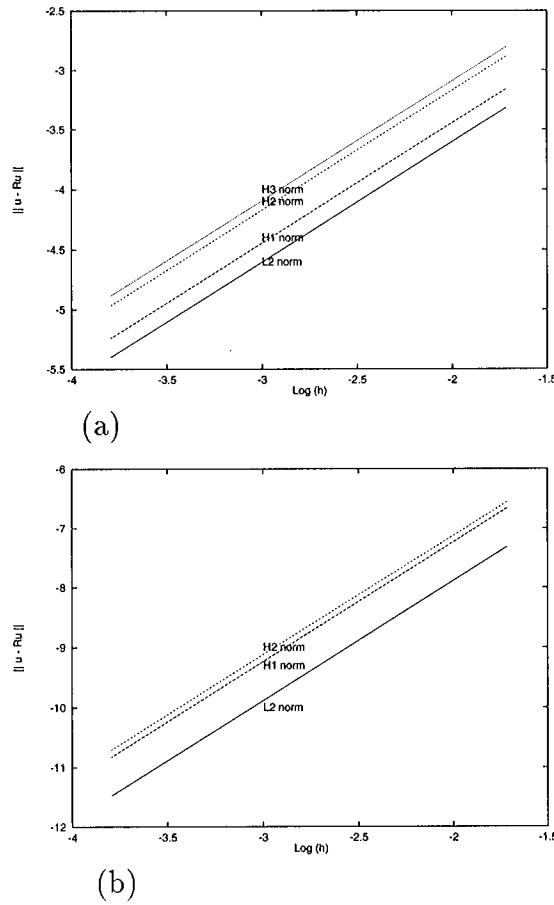 -2.5
-3
-3.5
-4
-4.5
-5
-5.5
|| u - Ru ||
H3 norm
H2 norm
H1 norm
L2 norm
-4
-3.5
-3
-2.5
-2
-1.5
Log (h)
(a)
-6
-7
-8
-9
-10
-11
-12
|| u - Ru ||
H2 norm
H1 norm
L2 norm
-4
-3.5
-3
-2.5
-2
-1.5
Log (h)
(b)